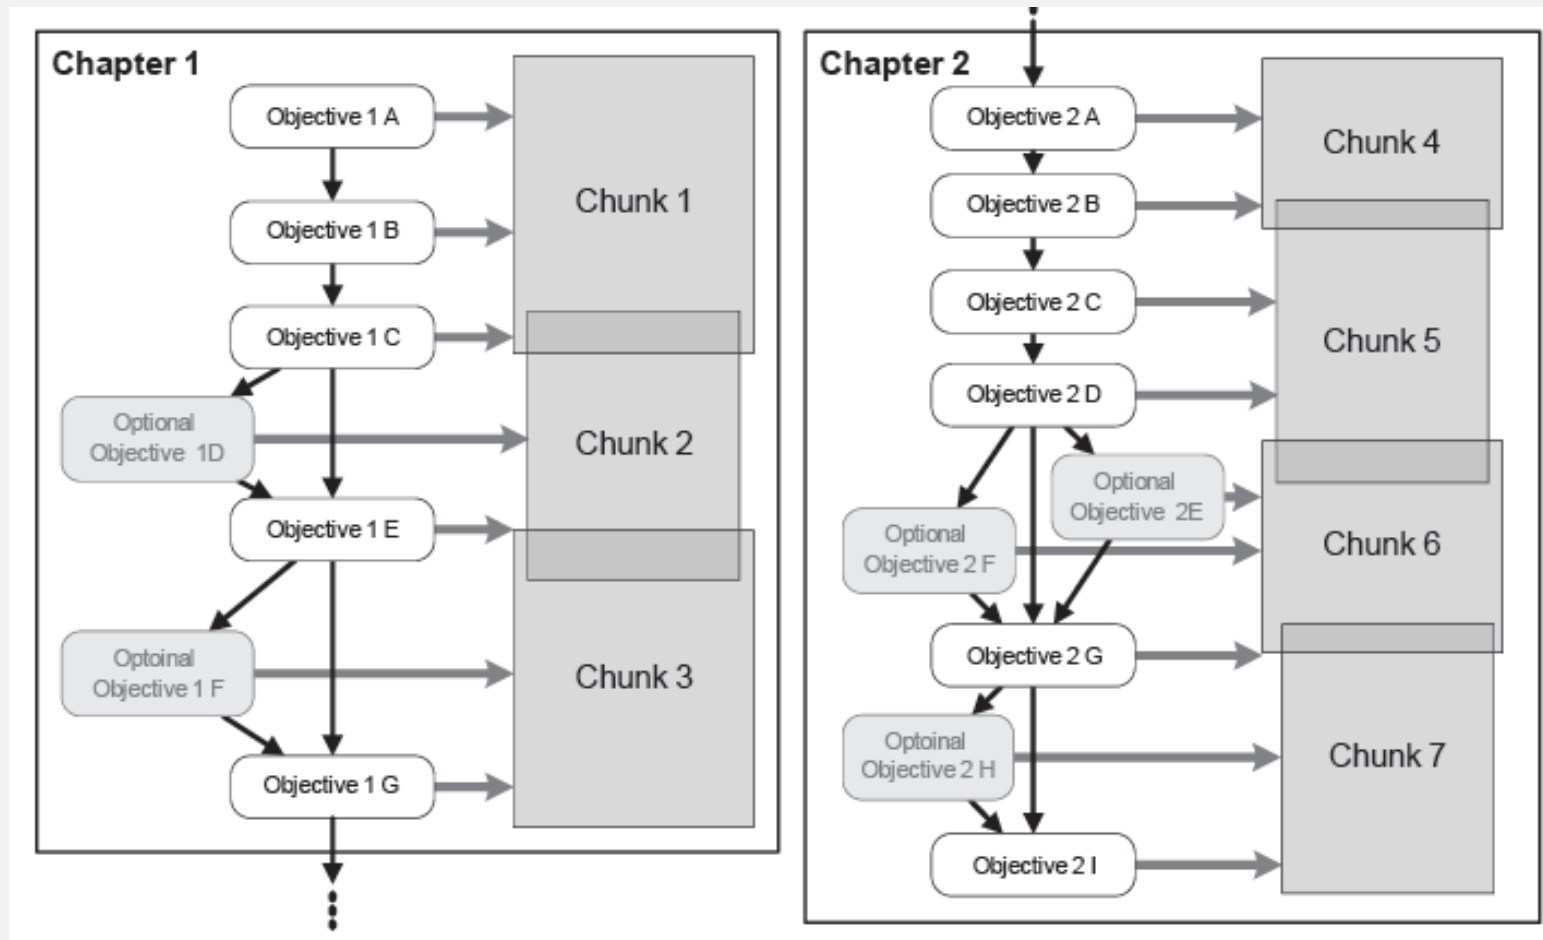 Chapter 1
Objective 1 A
Chunk 1
Objective 1 B
Objective 1 C
Optional
Objective 1D
Chunk 2
Objective 1 E
Optoinal
Objective 1 F
Chunk 3
Objective 1 G
Chapter 2
Objective 2 A
Chunk 4
Objective 2 B
Objective 2 C
Chunk 5
Objective 2 D
Optional
Objective 2E
Optional
Objective 2 F
Chunk 6
Objective 2 G
Optoinal
Objective 2 H
Chunk 7
Objective 2 I